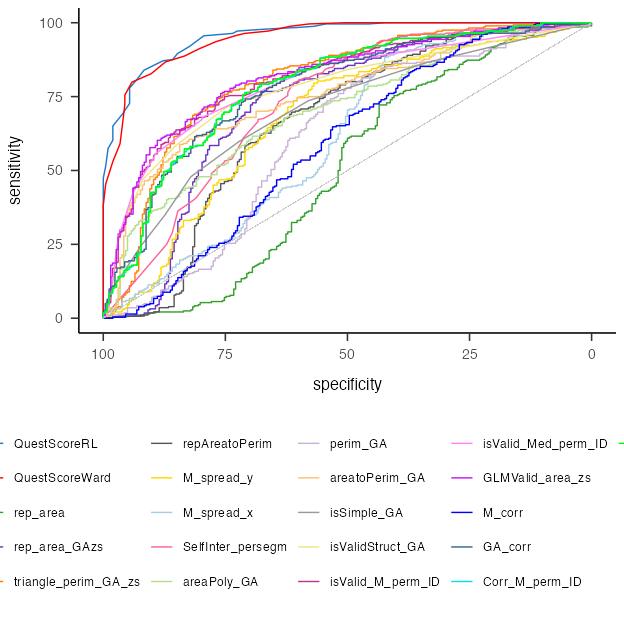 100
75
50
25
0
sensitivity
100 75 50 25 0
specificity
QuestScoreRL repAreatoPerim perim_GA isValid_Med_perm_ID
QuestScoreWard M_spread_y areatoPerim_GA GLMValid_area_zs
rep_area M_spread_x isSimple_GA M_corr
rep_area_GAzs SelfInter_persegm isValidStruct_GA GA_corr
triangle_perim_GA_zs areaPoly_GA isValid_M_perm_ID Corr_M_perm_ID